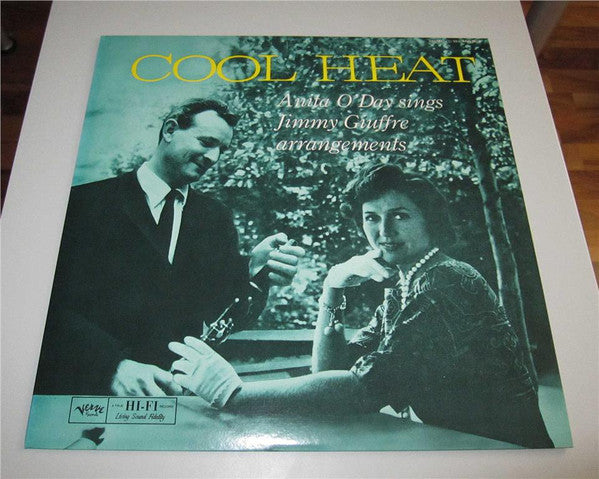 COOL HEAT
Anita O'Day sings
Jimmy Giuffre
arrangements
Verve
HI-FI
Living Sound Fidelity